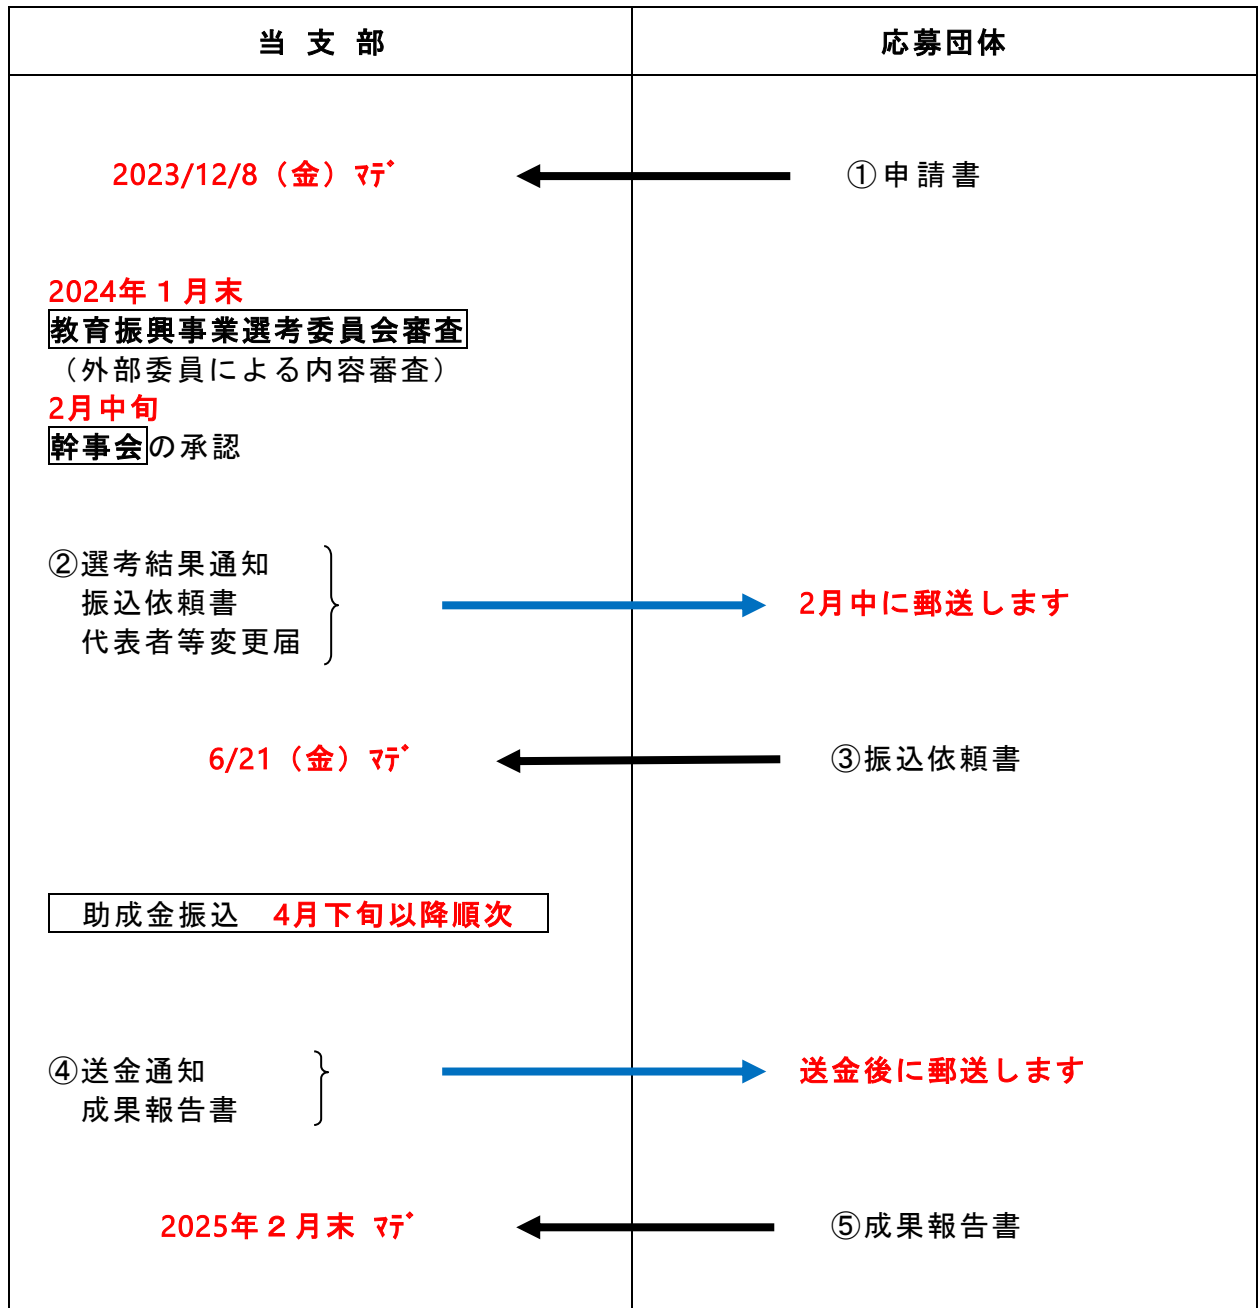 当 支 部
応募団体
2023/12/8（金）ﾏﾃﾞ
①申請書
2024年１月末
教育振興事業選考委員会審査
（外部委員による内容審査）
2月中旬
幹事会の承認
②選考結果通知
振込依頼書
代表者等変更届
2月中に郵送します
6/21（金）ﾏﾃﾞ
③振込依頼書
助成金振込　4月下旬以降順次
④送金通知
成果報告書
送金後に郵送します
2025年２月末 ﾏﾃﾞ
⑤成果報告書